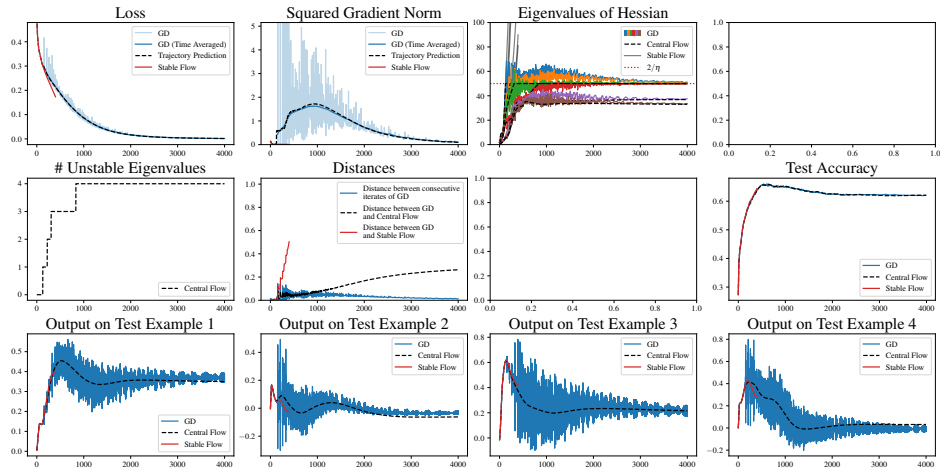 Loss
GD
GD (Time Averaged)
Trajectory Prediction
Stable Flow
0.4
0.3
0.2
0.1
0.0
0 1000 2000 3000 4000
Squared Gradient Norm
GD
GD (Time Averaged)
Trajectory Prediction
Stable Flow
5
4
3
2
1
0
0 1000 2000 3000 4000
Eigenvalues of Hessian
GD
Central Flow
Stable Flow
2/η
100
80
60
40
20
0
0 1000 2000 3000 4000
1.0
0.8
0.6
0.4
0.2
0.0
0.0 0.2 0.4 0.6 0.8 1.0
# Unstable Eigenvalues
4
3
2
1
0
Central Flow
0 1000 2000 3000 4000
Distances
Distance between consecutive
iterates of GD
Distance between GD
and Central Flow
Distance between GD
and Stable Flow
1.0
0.8
0.6
0.4
0.2
0.0
0 1000 2000 3000 4000
1.0
0.8
0.6
0.4
0.2
0.0
0.0 0.2 0.4 0.6 0.8 1.0
Test Accuracy
0.6
0.5
0.4
0.3
GD
Central Flow
Stable Flow
0 1000 2000 3000 4000
Output on Test Example 1
0.5
0.4
0.3
0.2
0.1
0.0
GD
Central Flow
Stable Flow
0 1000 2000 3000 4000
Output on Test Example 2
GD
Central Flow
Stable Flow
0.4
0.2
0.0
−0.2
0 1000 2000 3000 4000
Output on Test Example 3
GD
Central Flow
Stable Flow
0.8
0.6
0.4
0.2
0.0
0 1000 2000 3000 4000
Output on Test Example 4
GD
Central Flow
Stable Flow
0.8
0.6
0.4
0.2
0.0
−0.2
0 1000 2000 3000 4000